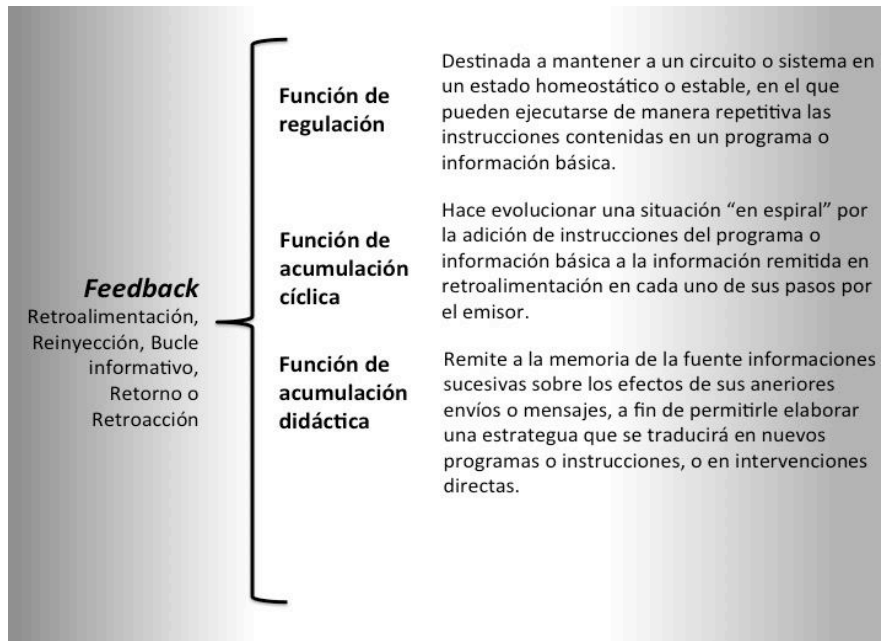 Feedback
Retroalimentación,
Reinyección, Bucle
informativo,
Retorno o
Retroacción
Función de
regulación
Destinada a mantener a un circuito o sistema en
un estado homeostático o estable, en el que
pueden ejecutarse de manera repetitiva las
instrucciones contenidas en un programa o
información básica.
Función de
acumulación
cíclica
Hace evolucionar una situación “en espiral” por
la adición de instrucciones del programa o
información básica a la información remitida en
retroalimentación en cada uno de sus pasos por
el emisor.
Función de
acumulación
didáctica
Remite a la memoria de la fuente informaciones
sucesivas sobre los efectos de sus aneriores
envíos o mensajes, a fin de permitirle elaborar
una estrategua que se traducirá en nuevos
programas o instrucciones, o en intervenciones
directas.